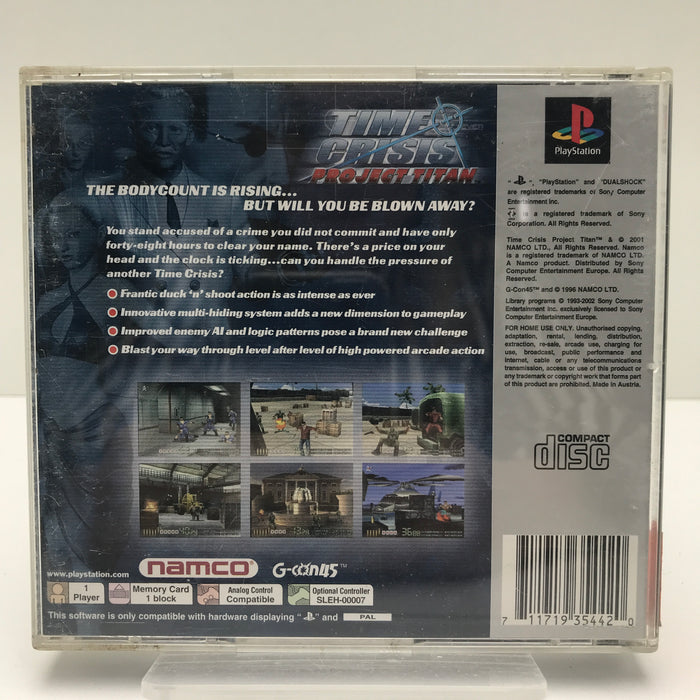 TIME
CRISIS
PROJECT TITAN
THE BODYCOUNT IS RISING...
BUT WILL YOU BE BLOWN AWAY?
You stand accused of a crime you did not commit and have only
forty-eight hours to clear your name. There's a price on your
head and the clock is ticking...can you handle the pressure of
another Time Crisis?
Frantic duck 'n' shoot action is as intense as ever
Innovative multi-hiding system adds a new dimension to gameplay
Improved enemy AI and logic patterns pose a brand new challenge
Blast your way through level after level of high powered arcade action
namco
G-CON45™
www.playstation.com
1
Player
Memory Card
1 block
Analog Control
Compatible
Optional Controller
SLEH-00007
This software is only compatible with hardware displaying " " and PAL
PlayStation
" ", "PlayStation" and "DUALSHOCK"
are registered trademarks of Sony Computer
Entertainment Inc.
is a registered trademark of Sony
Corporation. All Rights Reserved.
Time Crisis Project Titan™ & © 2001
NAMCO LTD., All Rights Reserved. Namco
is a registered trademark of NAMCO LTD.
A Namco product. Distributed by Sony
Computer Entertainment Europe. All Rights
Reserved.
G-Con45™ and © 1996 NAMCO LTD.
Library programs © 1993-2002 Sony Computer
Entertainment Inc. exclusively licensed to Sony
Computer Entertainment Europe.
FOR HOME USE ONLY. Unauthorised copying,
adaptation, rental, lending, distribution,
extraction, re-sale, arcade use, charging for
use, broadcast, public performance and
Internet, cable or any telecommunications
transmission, access or use of this product or
any trademark or copyright work that forms part
of this product are prohibited. Made in Austria.
COMPACT
disc
7 11719 35442 0